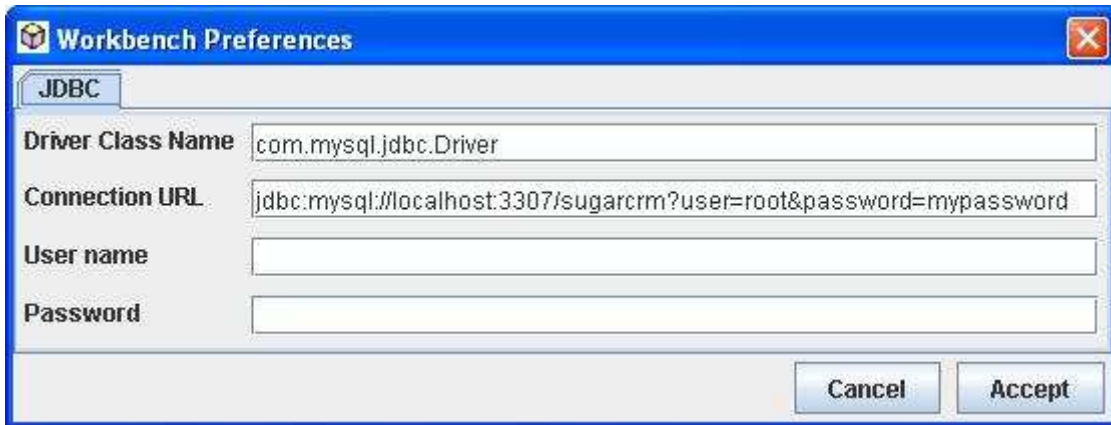 Workbench Preferences
JDBC
Driver Class Name com.mysql.jdbc.Driver
Connection URL jdbc:mysql://localhost:3307/sugarcrm?user=root&password=mypassword
User name
Password
Cancel Accept